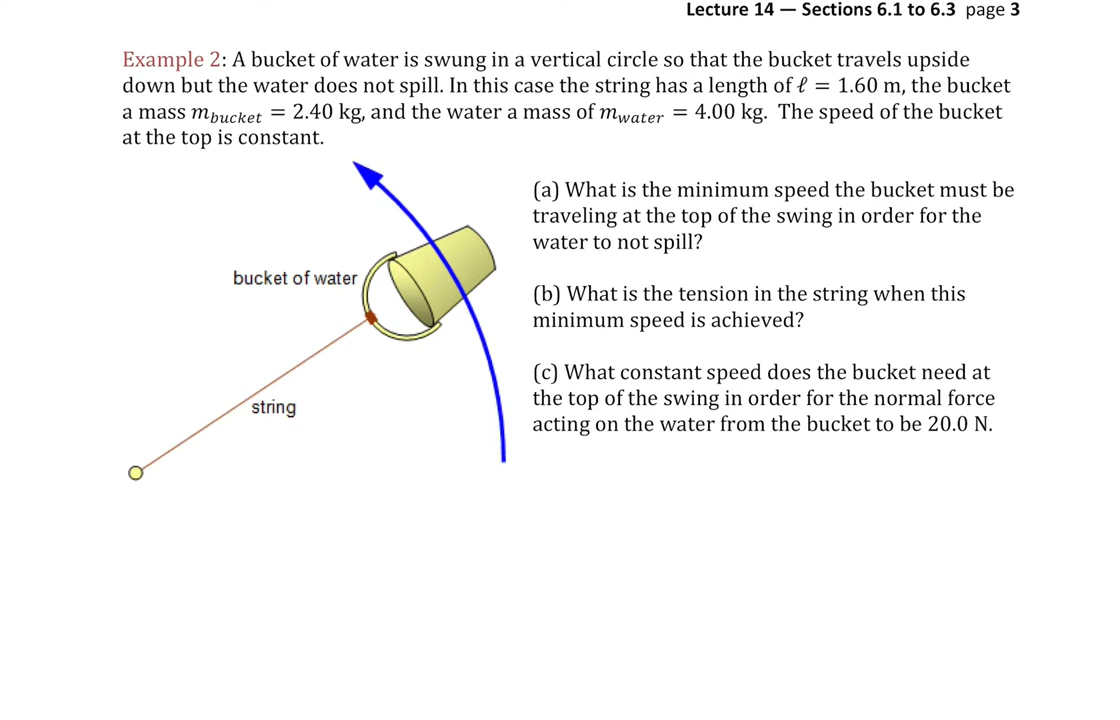 Lecture 14 — Sections 6.1 to 6.3 page 3
Example 2: A bucket of water is swung in a vertical circle so that the bucket travels upside
down but the water does not spill. In this case the string has a length of ℓ = 1.60 m, the bucket
a mass m_bucket = 2.40 kg, and the water a mass of m_water = 4.00 kg. The speed of the bucket
at the top is constant.
(a) What is the minimum speed the bucket must be
traveling at the top of the swing in order for the
water to not spill?
bucket of water
(b) What is the tension in the string when this
minimum speed is achieved?
(c) What constant speed does the bucket need at
the top of the swing in order for the normal force
acting on the water from the bucket to be 20.0 N.
string